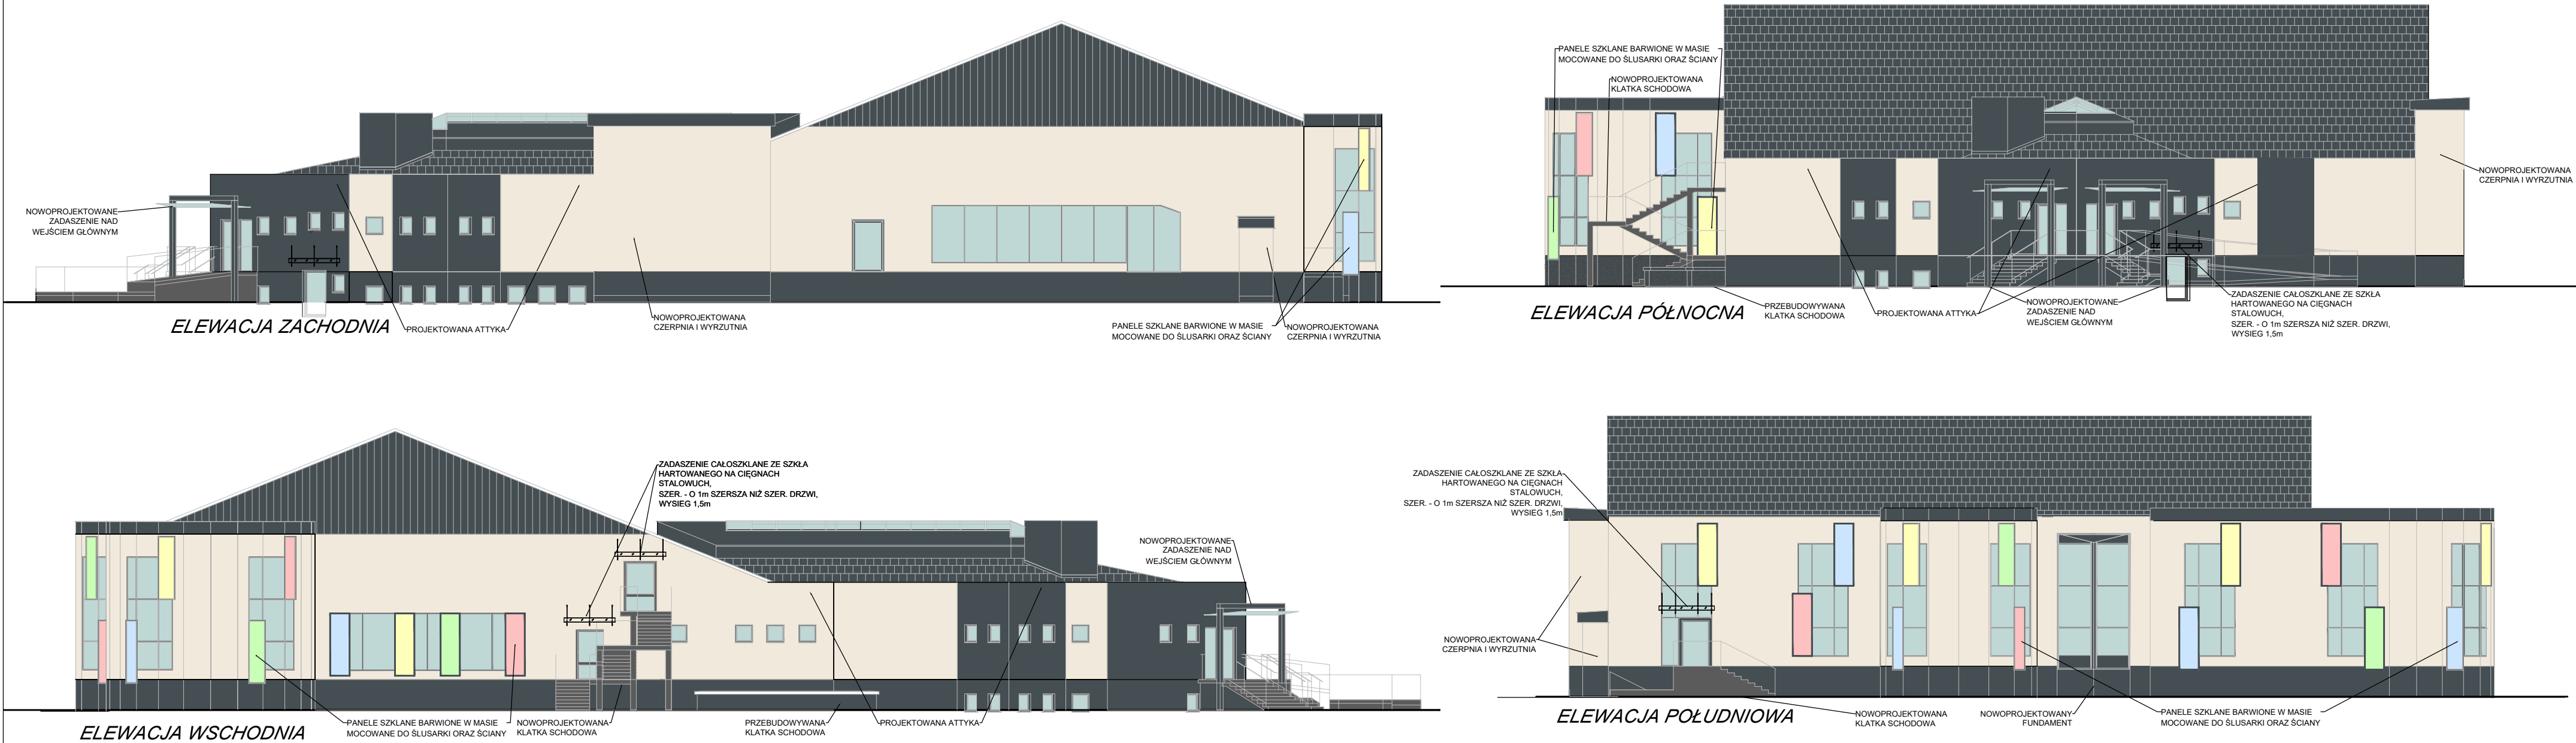 NOWOPROJEKTOWANE
ZADASZENIE NAD
WEJŚCIEM GŁÓWNYM
ELEWACJA ZACHODNIA
PROJEKTOWANA ATTYKA
NOWOPROJEKTOWANA
CZERPNIA I WYRZUTNIA
PANELE SZKLANE BARWIONE W MASIE
MOCOWANE DO ŚLUSARKI ORAZ ŚCIANY
NOWOPROJEKTOWANA
CZERPNIA I WYRZUTNIA
PANELE SZKLANE BARWIONE W MASIE
MOCOWANE DO ŚLUSARKI ORAZ ŚCIANY
NOWOPROJEKTOWANA
KLATKA SCHODOWA
NOWOPROJEKTOWANA
CZERPNIA I WYRZUTNIA
ELEWACJA PÓŁNOCNA
PRZEBUDOWYWANA
KLATKA SCHODOWA
PROJEKTOWANA ATTYKA
NOWOPROJEKTOWANE
ZADASZENIE NAD
WEJŚCIEM GŁÓWNYM
ZADASZENIE CAŁOSZKLANE ZE SZKŁA
HARTOWANEGO NA CIĘGNACH
STALOWUCH,
SZER. - O 1m SZERSZA NIŻ SZER. DRZWI,
WYSIEG 1,5m
ZADASZENIE CAŁOSZKLANE ZE SZKŁA
HARTOWANEGO NA CIĘGNACH
STALOWUCH,
SZER. - O 1m SZERSZA NIŻ SZER. DRZWI,
WYSIEG 1,5m
NOWOPROJEKTOWANE
ZADASZENIE NAD
WEJŚCIEM GŁÓWNYM
ELEWACJA WSCHODNIA
PANELE SZKLANE BARWIONE W MASIE
MOCOWANE DO ŚLUSARKI ORAZ ŚCIANY
NOWOPROJEKTOWANA
KLATKA SCHODOWA
PRZEBUDOWYWANA
KLATKA SCHODOWA
PROJEKTOWANA ATTYKA
ZADASZENIE CAŁOSZKLANE ZE SZKŁA
HARTOWANEGO NA CIĘGNACH
STALOWUCH,
SZER. - O 1m SZERSZA NIŻ SZER. DRZWI,
WYSIEG 1,5m
NOWOPROJEKTOWANA
CZERPNIA I WYRZUTNIA
ELEWACJA POŁUDNIOWA
NOWOPROJEKTOWANA
KLATKA SCHODOWA
NOWOPROJEKTOWANY
FUNDAMENT
PANELE SZKLANE BARWIONE W MASIE
MOCOWANE DO ŚLUSARKI ORAZ ŚCIANY